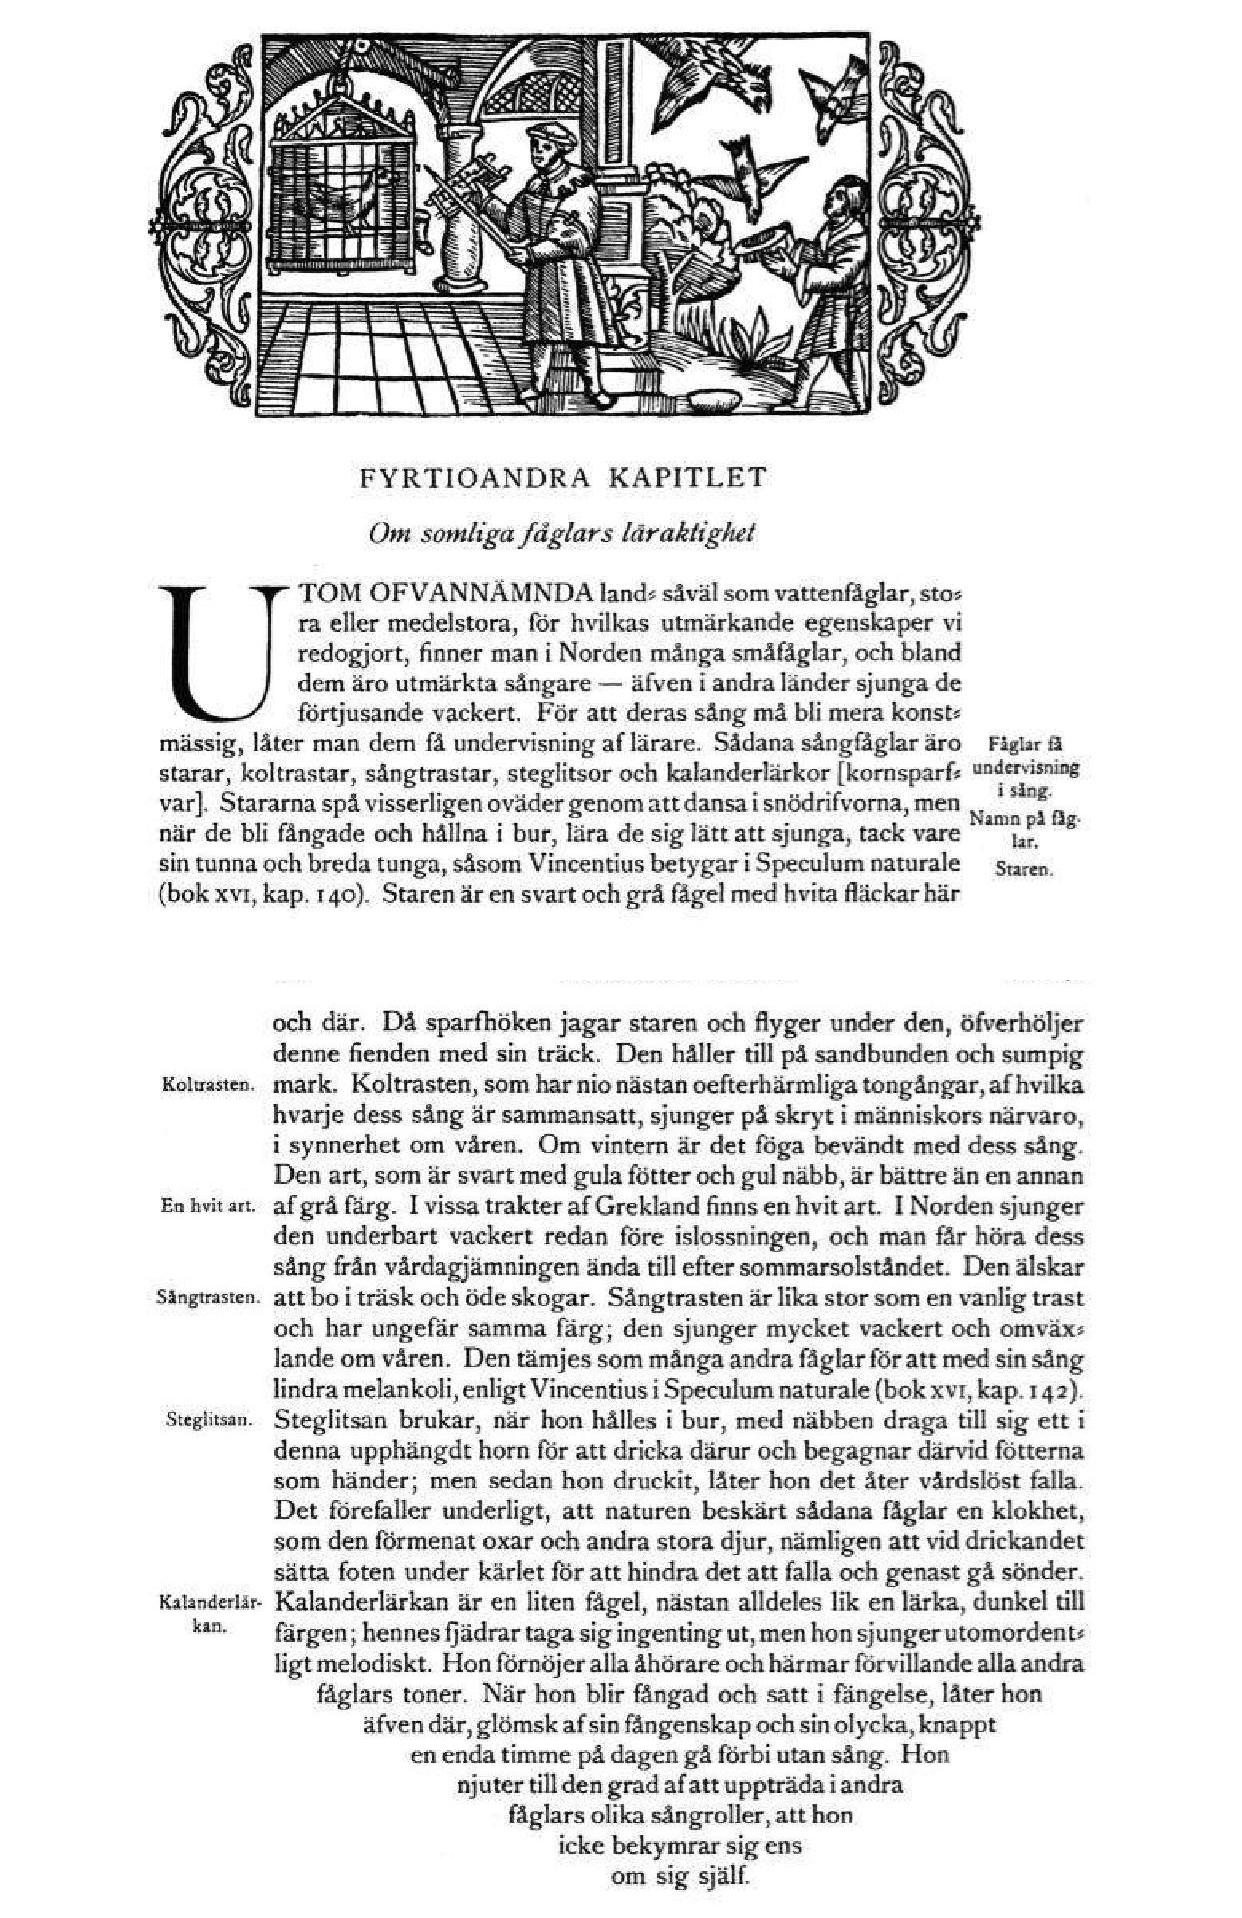 FYRTIOANDRA KAPITLET
Om somliga fåglars läraktighet
UTOM OFVANNÄMNDA land⸗ såväl som vattenfåglar, sto⸗
ra eller medelstora, för hvilkas utmärkande egenskaper vi
redogjort, finner man i Norden många småfåglar, och bland
dem äro utmärkta sångare — äfven i andra länder sjunga de
förtjusande vackert. För att deras sång må bli mera konst⸗
mässig, låter man dem få undervisning af lärare. Sådana sångfåglar äro
starar, koltrastar, sångtrastar, steglitsor och kalanderlärkor [kornsparf⸗
var]. Stararna spå visserligen oväder genom att dansa i snödrifvorna, men
när de bli fångade och hållna i bur, lära de sig lätt att sjunga, tack vare
sin tunna och breda tunga, såsom Vincentius betygar i Speculum naturale
(bok XVI, kap. 140). Staren är en svart och grå fågel med hvita fläckar här
Fåglar få
undervisning
i sång.
Namn på fåg-
lar.
Staren.
och där. Då sparfhöken jagar staren och flyger under den, öfverhöljer
denne fienden med sin träck. Den håller till på sandbunden och sumpig
Koltrasten. mark. Koltrasten, som har nio nästan oefterhärmliga tongångar, af hvilka
hvarje dess sång är sammansatt, sjunger på skryt i människors närvaro,
i synnerhet om våren. Om vintern är det föga bevändt med dess sång.
Den art, som är svart med gula fötter och gul näbb, är bättre än en annan
En hvit art. af grå färg. I vissa trakter af Grekland finns en hvit art. I Norden sjunger
den underbart vackert redan före islossningen, och man får höra dess
sång från vårdagjämningen ända till efter sommarsolståndet. Den älskar
Sångtrasten. att bo i träsk och öde skogar. Sångtrasten är lika stor som en vanlig trast
och har ungefär samma färg; den sjunger mycket vackert och omväx⸗
lande om våren. Den tämjes som många andra fåglar för att med sin sång
lindra melankoli, enligt Vincentius i Speculum naturale (bok XVI, kap. 142).
Steglitsan. Steglitsan brukar, när hon hålles i bur, med näbben draga till sig ett i
denna upphängdt horn för att dricka därur och begagnar därvid fötterna
som händer; men sedan hon druckit, låter hon det åter vårdslöst falla.
Det förefaller underligt, att naturen beskärt sådana fåglar en klokhet,
som den förmenat oxar och andra stora djur, nämligen att vid drickandet
sätta foten under kärlet för att hindra det att falla och genast gå sönder.
Kalanderlär- Kalanderlärkan är en liten fågel, nästan alldeles lik en lärka, dunkel till
kan. färgen; hennes fjädrar taga sig ingenting ut, men hon sjunger utomordent⸗
ligt melodiskt. Hon förnöjer alla åhörare och härmar förvillande alla andra
fåglars toner. När hon blir fångad och satt i fängelse, låter hon
äfven där, glömsk af sin fångenskap och sin olycka, knappt
en enda timme på dagen gå förbi utan sång. Hon
njuter till den grad af att uppträda i andra
fåglars olika sångroller, att hon
icke bekymrar sig ens
om sig själf.